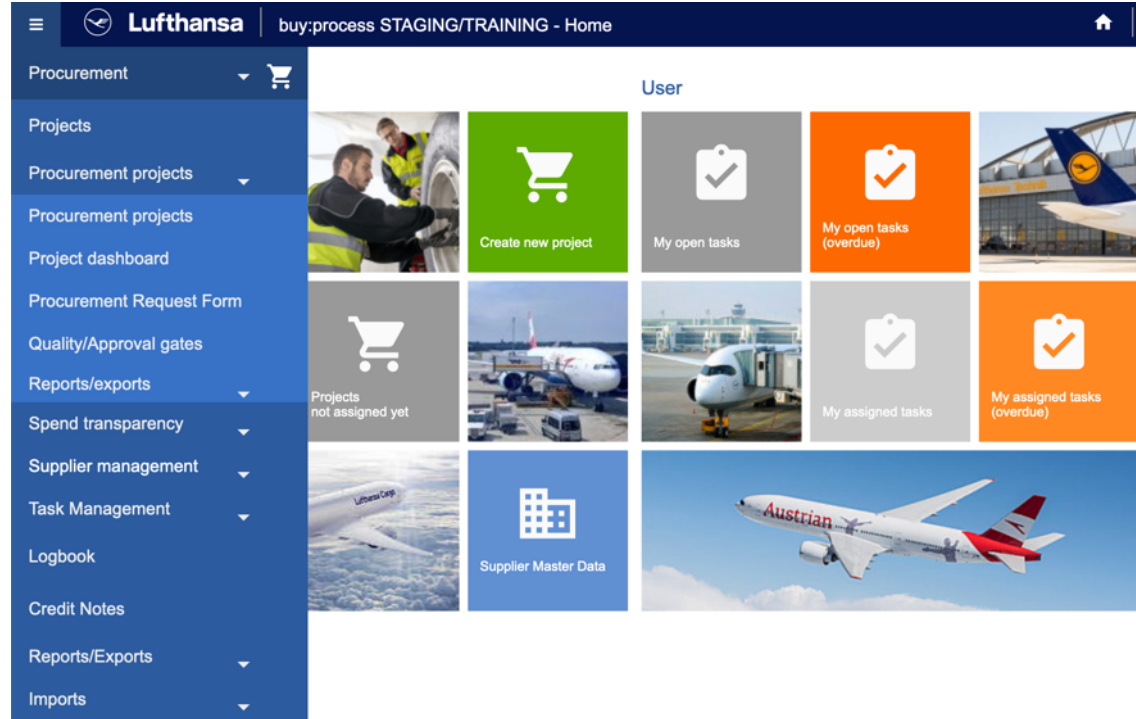 Lufthansa
buy:process STAGING/TRAINING - Home
Procurement
Projects
Procurement projects
Procurement projects
Project dashboard
Procurement Request Form
Quality/Approval gates
Reports/exports
Spend transparency
Supplier management
Task Management
Logbook
Credit Notes
Reports/Exports
Imports
User
Create new project
My open tasks
My open tasks
(overdue)
Projects
not assigned yet
My assigned tasks
My assigned tasks
(overdue)
Lufthansa Cargo
Supplier Master Data
Austrian